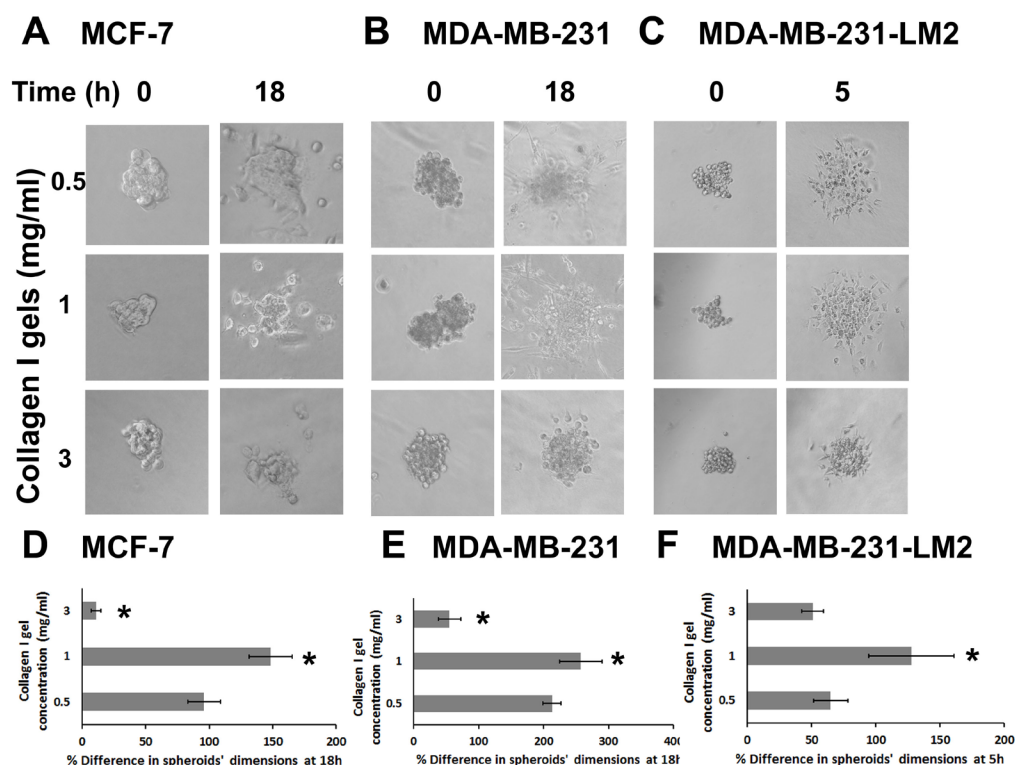 A MCF-7 B MDA-MB-231 C MDA-MB-231-LM2
Time (h) 0 18 0 18 0 5
Collagen I gels (mg/ml)
0.5
1
3
D MCF-7 E MDA-MB-231 F MDA-MB-231-LM2
Collagen I gel
concentration (mg/ml)
3 *
1 *
0.5
0 50 100 150 200
% Difference in spheroids' dimensions at 18h
Collagen I gel
concentration (mg/ml)
3 *
1 *
0.5
0 100 200 300 400
% Difference in spheroids' dimensions at 18h
Collagen I gel
concentration (mg/ml)
3
1 *
0.5
0 50 100 150 200
% Difference in spheroids' dimensions at 5h